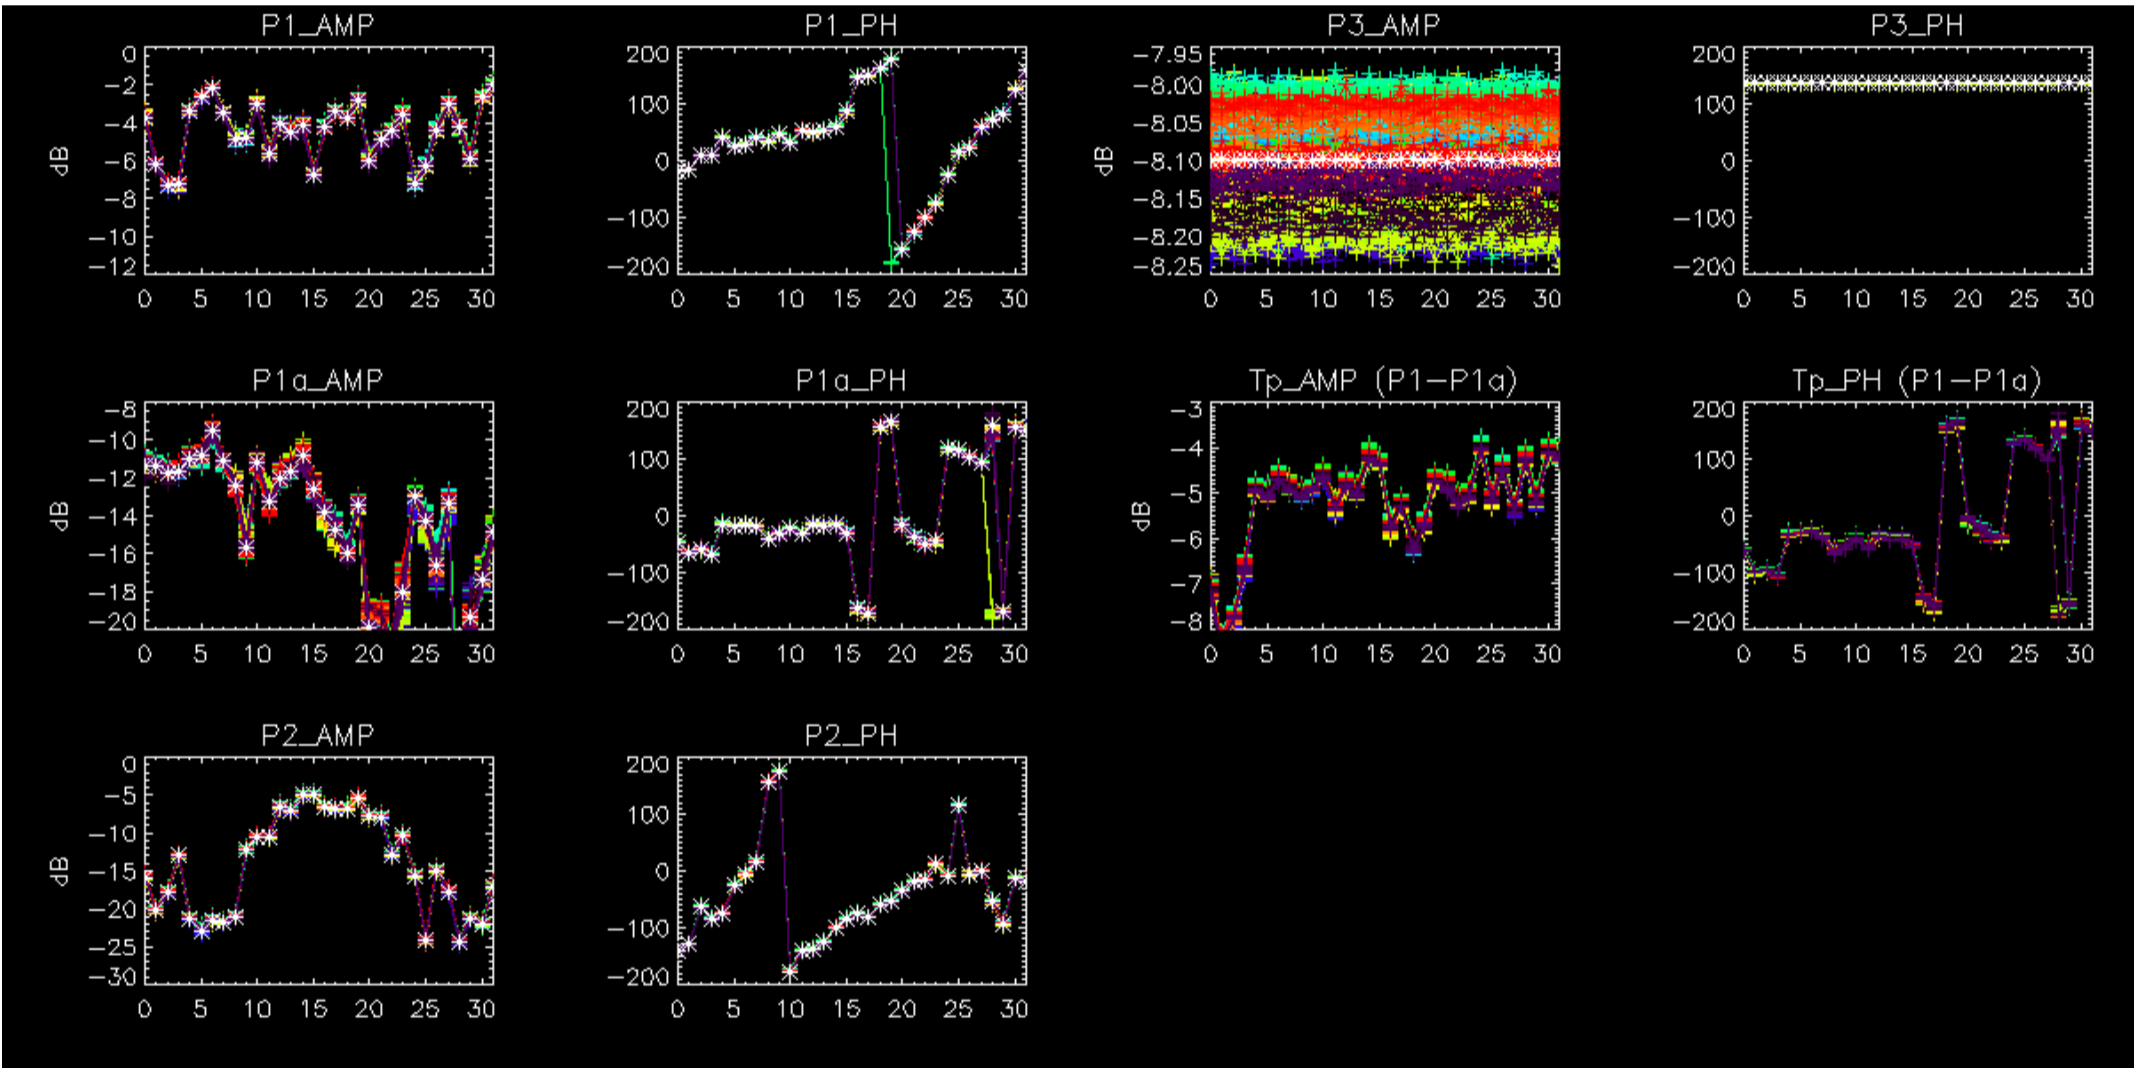 P1_AMP
0
−2
−4
−6
−8
−10
−12
dB
0 5 10 15 20 25 30
P1_PH
200
100
0
−100
−200
0 5 10 15 20 25 30
P3_AMP
−7.95
−8.00
−8.05
−8.10
−8.15
−8.20
−8.25
dB
0 5 10 15 20 25 30
P3_PH
200
100
0
−100
−200
0 5 10 15 20 25 30
P1a_AMP
−8
−10
−12
−14
−16
−18
−20
dB
0 5 10 15 20 25 30
P1a_PH
200
100
0
−100
−200
0 5 10 15 20 25 30
Tp_AMP (P1−P1a)
−3
−4
−5
−6
−7
−8
dB
0 5 10 15 20 25 30
Tp_PH (P1−P1a)
200
100
0
−100
−200
0 5 10 15 20 25 30
P2_AMP
0
−5
−10
−15
−20
−25
−30
dB
0 5 10 15 20 25 30
P2_PH
200
100
0
−100
−200
0 5 10 15 20 25 30